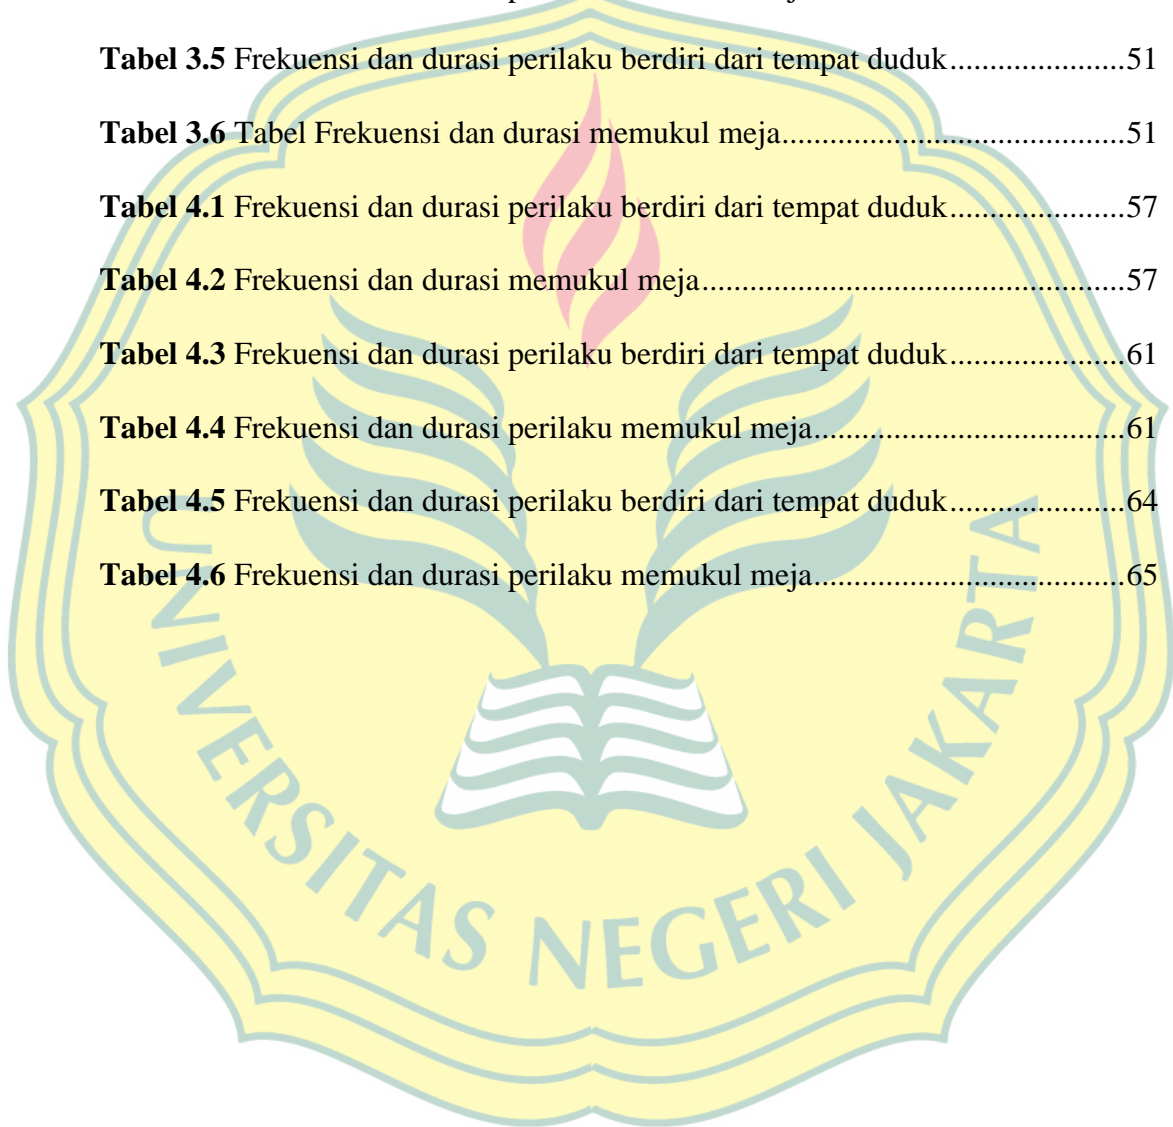 Tabel 3.5 Frekuensi dan durasi perilaku berdiri dari tempat duduk......................51
Tabel 3.6 Tabel Frekuensi dan durasi memukul meja...........................................51
Tabel 4.1 Frekuensi dan durasi perilaku berdiri dari tempat duduk......................57
Tabel 4.2 Frekuensi dan durasi memukul meja.....................................................57
Tabel 4.3 Frekuensi dan durasi perilaku berdiri dari tempat duduk......................61
Tabel 4.4 Frekuensi dan durasi perilaku memukul meja.......................................61
Tabel 4.5 Frekuensi dan durasi perilaku berdiri dari tempat duduk......................64
Tabel 4.6 Frekuensi dan durasi perilaku memukul meja.......................................65
UNIVERSITAS NEGERI JAKARTA